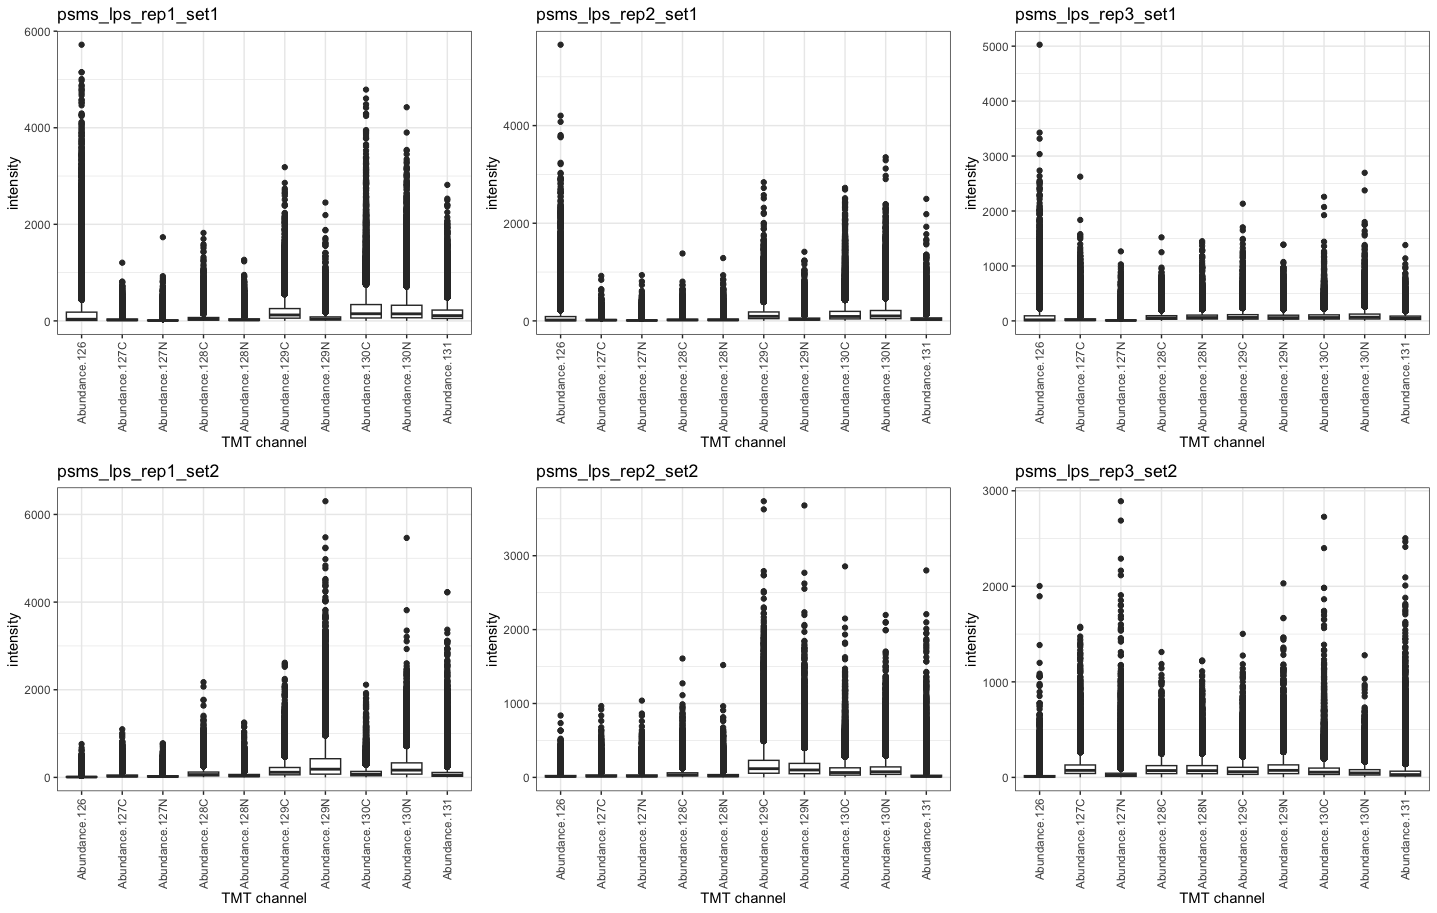 psms_lps_rep1_set1
6000
4000
2000
0
intensity
Abundance.126
Abundance.127C
Abundance.127N
Abundance.128C
Abundance.128N
Abundance.129C
Abundance.129N
Abundance.130C
Abundance.130N
Abundance.131
TMT channel
psms_lps_rep2_set1
4000
2000
0
intensity
Abundance.126
Abundance.127C
Abundance.127N
Abundance.128C
Abundance.128N
Abundance.129C
Abundance.129N
Abundance.130C
Abundance.130N
Abundance.131
TMT channel
psms_lps_rep3_set1
5000
4000
3000
2000
1000
0
intensity
Abundance.126
Abundance.127C
Abundance.127N
Abundance.128C
Abundance.128N
Abundance.129C
Abundance.129N
Abundance.130C
Abundance.130N
Abundance.131
TMT channel
psms_lps_rep1_set2
6000
4000
2000
0
intensity
Abundance.126
Abundance.127C
Abundance.127N
Abundance.128C
Abundance.128N
Abundance.129C
Abundance.129N
Abundance.130C
Abundance.130N
Abundance.131
TMT channel
psms_lps_rep2_set2
3000
2000
1000
0
intensity
Abundance.126
Abundance.127C
Abundance.127N
Abundance.128C
Abundance.128N
Abundance.129C
Abundance.129N
Abundance.130C
Abundance.130N
Abundance.131
TMT channel
psms_lps_rep3_set2
3000
2000
1000
0
intensity
Abundance.126
Abundance.127C
Abundance.127N
Abundance.128C
Abundance.128N
Abundance.129C
Abundance.129N
Abundance.130C
Abundance.130N
Abundance.131
TMT channel